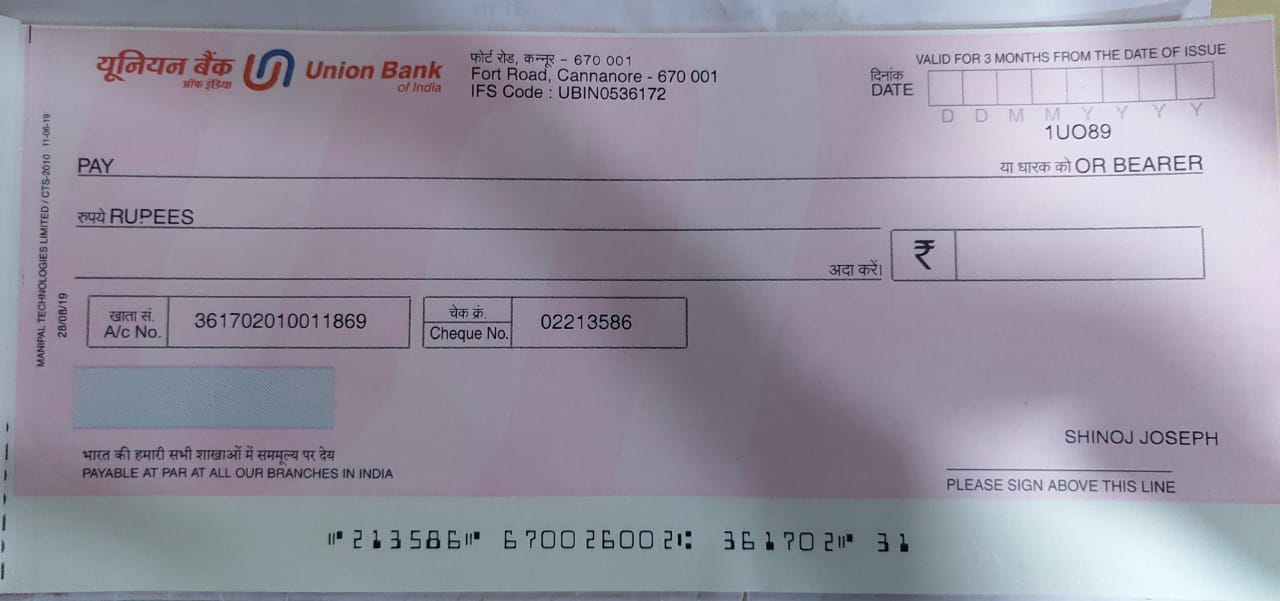 यूनियन बैंक
ऑफ इंडिया
Union Bank
of India
फोर्ट रोड, कन्नूर – 670 001
Fort Road, Cannanore - 670 001
IFS Code : UBIN0536172
VALID FOR 3 MONTHS FROM THE DATE OF ISSUE
दिनांक
DATE
D D M M Y Y Y Y
1UO89
PAY या धारक को OR BEARER
रुपये RUPEES
अदा करें। ₹
खाता सं.
A/c No. 361702010011869
चेक क्रं.
Cheque No. 02213586
MANIPAL TECHNOLOGIES LIMITED / CTS-2010 11-06-19
28/08/19
भारत की हमारी सभी शाखाओं में सममूल्य पर देय
PAYABLE AT PAR AT ALL OUR BRANCHES IN INDIA
SHINOJ JOSEPH
PLEASE SIGN ABOVE THIS LINE
⑈213586⑈ 670026002⑆ 361702⑈ 31